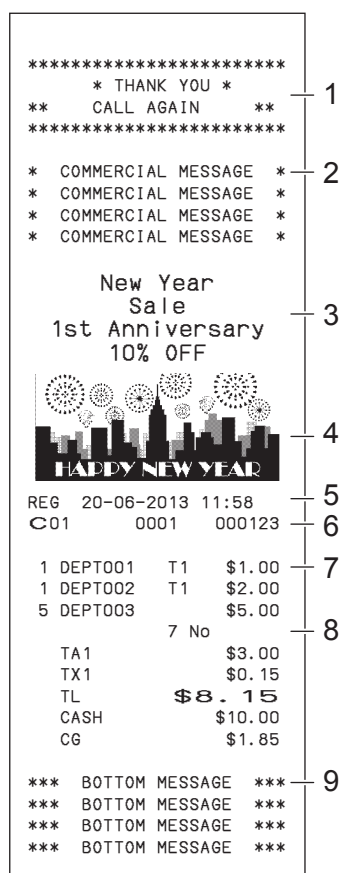 ************************
* THANK YOU * 1
** CALL AGAIN **
************************
* COMMERCIAL MESSAGE * 2
* COMMERCIAL MESSAGE *
* COMMERCIAL MESSAGE *
* COMMERCIAL MESSAGE *
New Year
Sale 3
1st Anniversary
10% OFF
4
HAPPY NEW YEAR
REG 20-06-2013 11:58 5
C01 0001 000123 6
1 DEPT001 T1 $1.00 7
1 DEPT002 T1 $2.00
5 DEPT003 $5.00
7 No 8
TA1 $3.00
TX1 $0.15
TL $8.15
CASH $10.00
CG $1.85
*** BOTTOM MESSAGE *** 9
*** BOTTOM MESSAGE ***
*** BOTTOM MESSAGE ***
*** BOTTOM MESSAGE ***